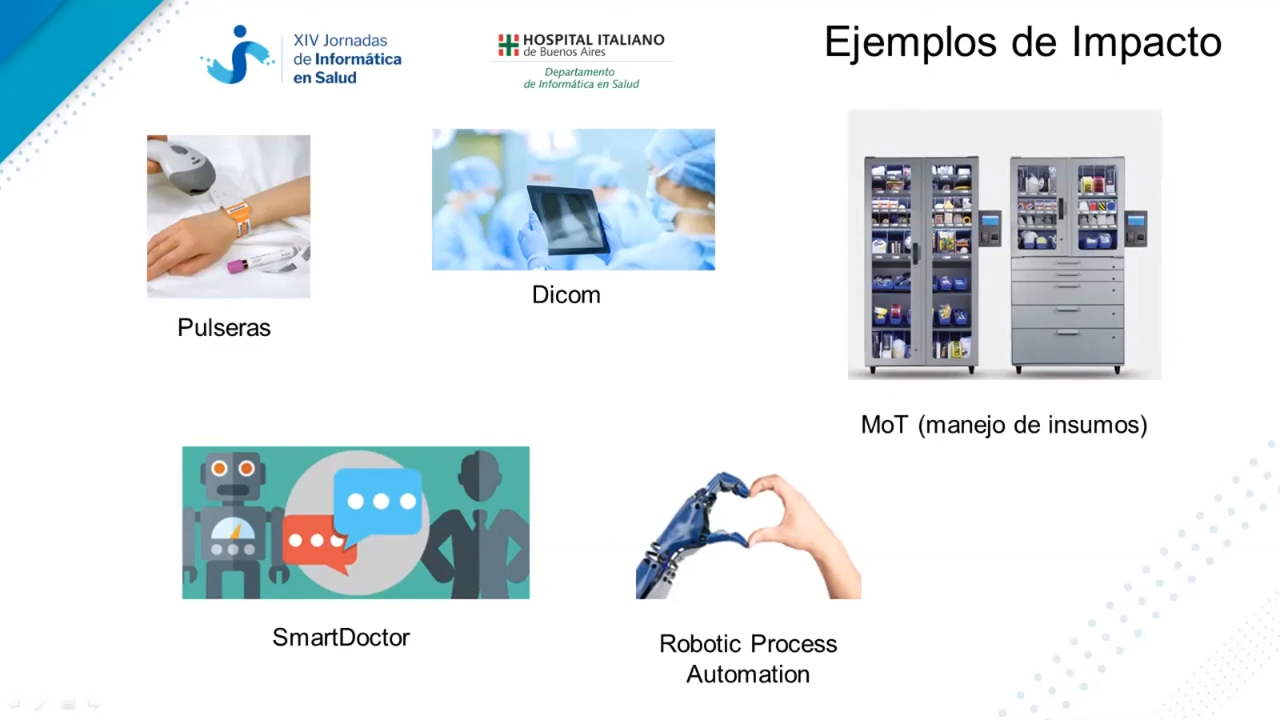 XIV Jornadas
de Informática
en Salud
HOSPITAL ITALIANO
de Buenos Aires
Departamento
de Informática en Salud
Ejemplos de Impacto
Pulseras
Dicom
MoT (manejo de insumos)
SmartDoctor
Robotic Process
Automation